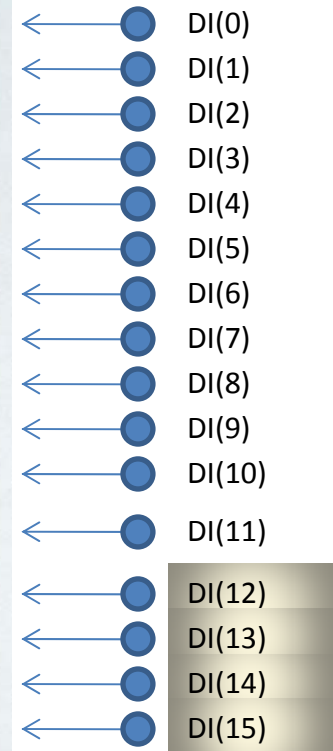 DI(0)
DI(1)
DI(2)
DI(3)
DI(4)
DI(5)
DI(6)
DI(7)
DI(8)
DI(9)
DI(10)
DI(11)
DI(12)
DI(13)
DI(14)
DI(15)